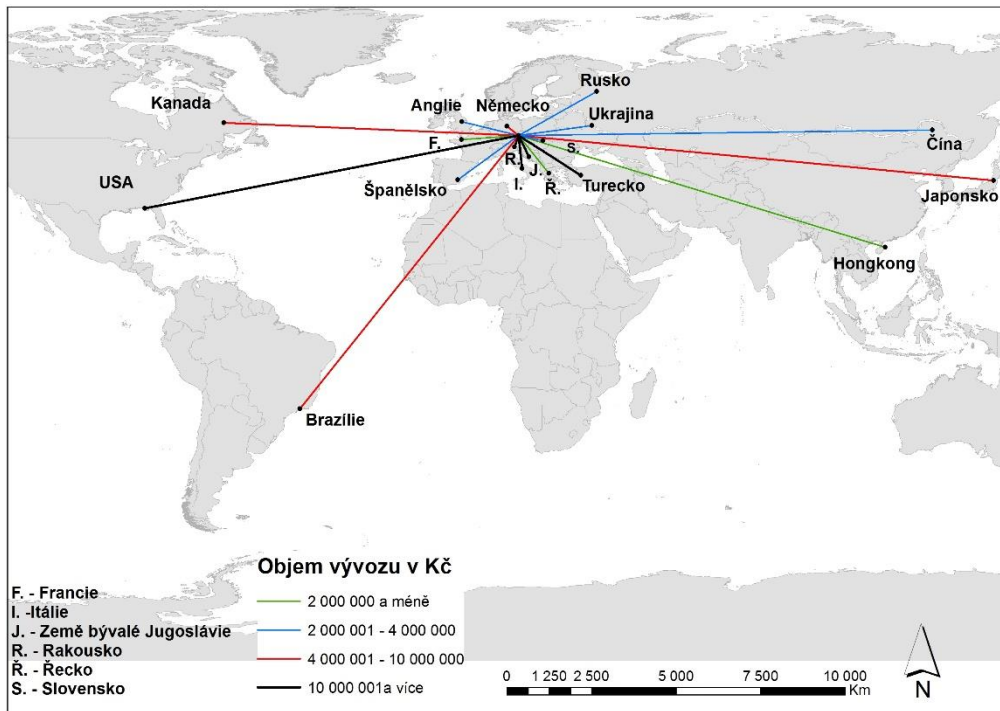 Rusko
Kanada
Anglie
Německo
Ukrajina
F.
S.
Čína
R.
J.
USA
Španělsko
I.
Ř.
Turecko
Japonsko
Hongkong
Brazílie
Objem vývozu v Kč
2 000 000 a méně
2 000 001 - 4 000 000
4 000 001 - 10 000 000
10 000 001a více
F. - Francie
I. -Itálie
J. - Země bývalé Jugoslávie
R. - Rakousko
Ř. - Řecko
S. - Slovensko
0 1 250 2 500 5 000 7 500 10 000
Km
N